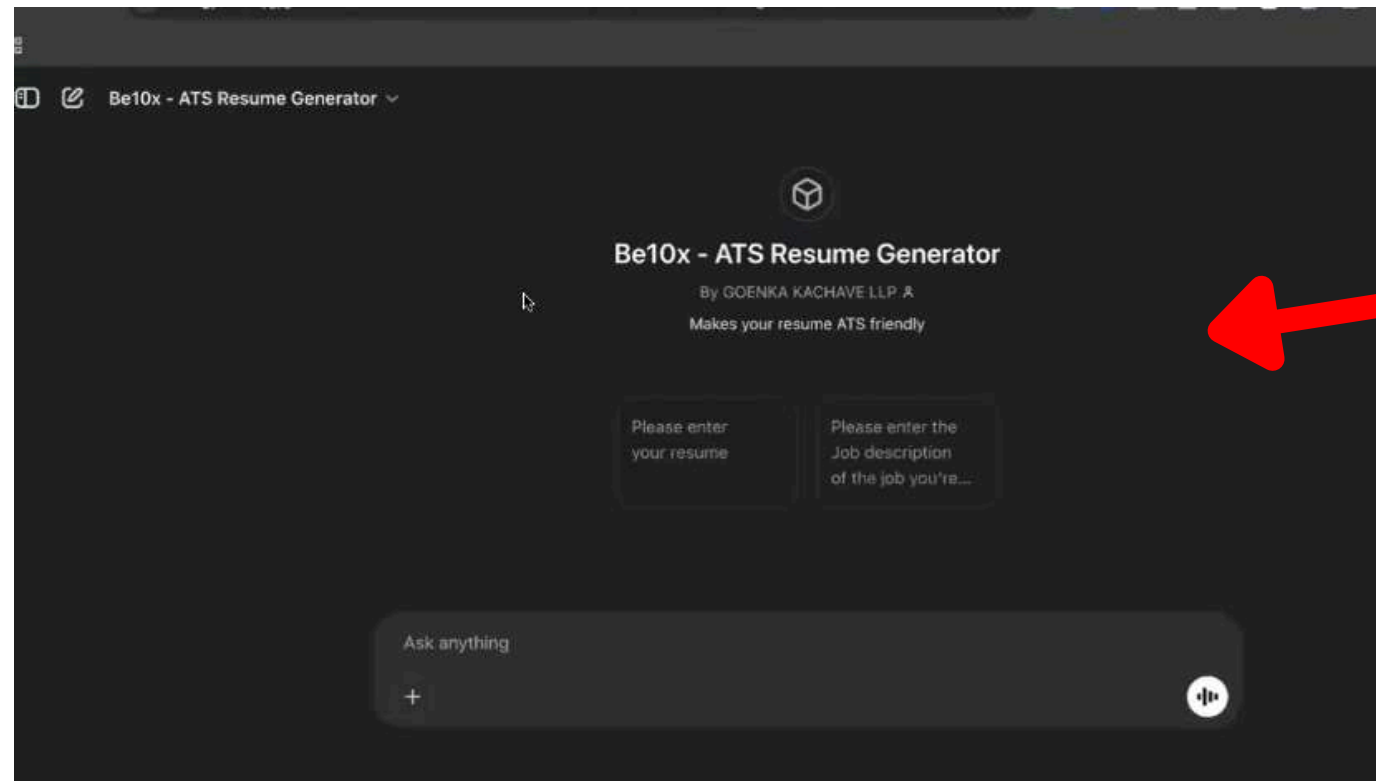 Be10x - ATS Resume Generator
Be10x - ATS Resume Generator
By GOENKA KACHAVE LLP
Makes your resume ATS friendly
Please enter
your resume
Please enter the
Job description
of the job you're...
Ask anything